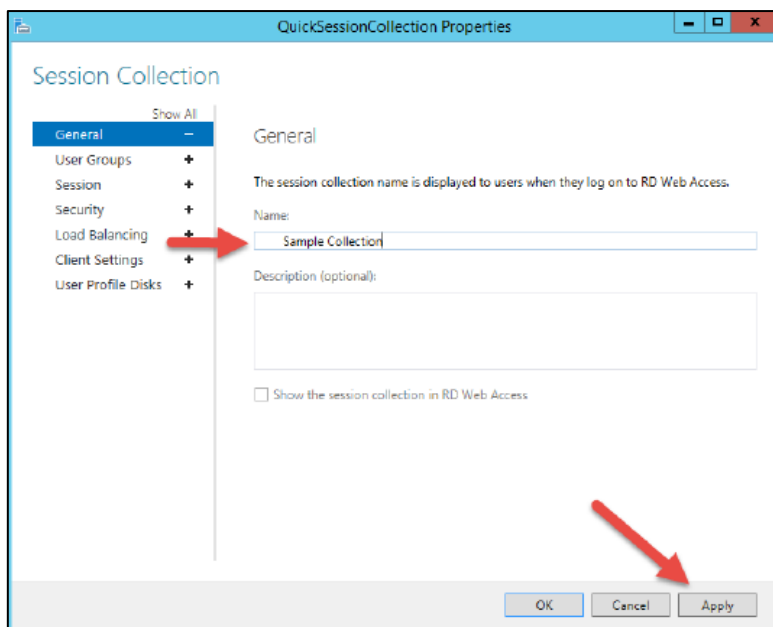 QuickSessionCollection Properties
Session Collection
Show All
General
User Groups
Session
Security
Load Balancing
Client Settings
User Profile Disks
General
The session collection name is displayed to users when they log on to RD Web Access.
Name:
Sample Collection
Description (optional):
Show the session collection in RD Web Access
OK Cancel Apply